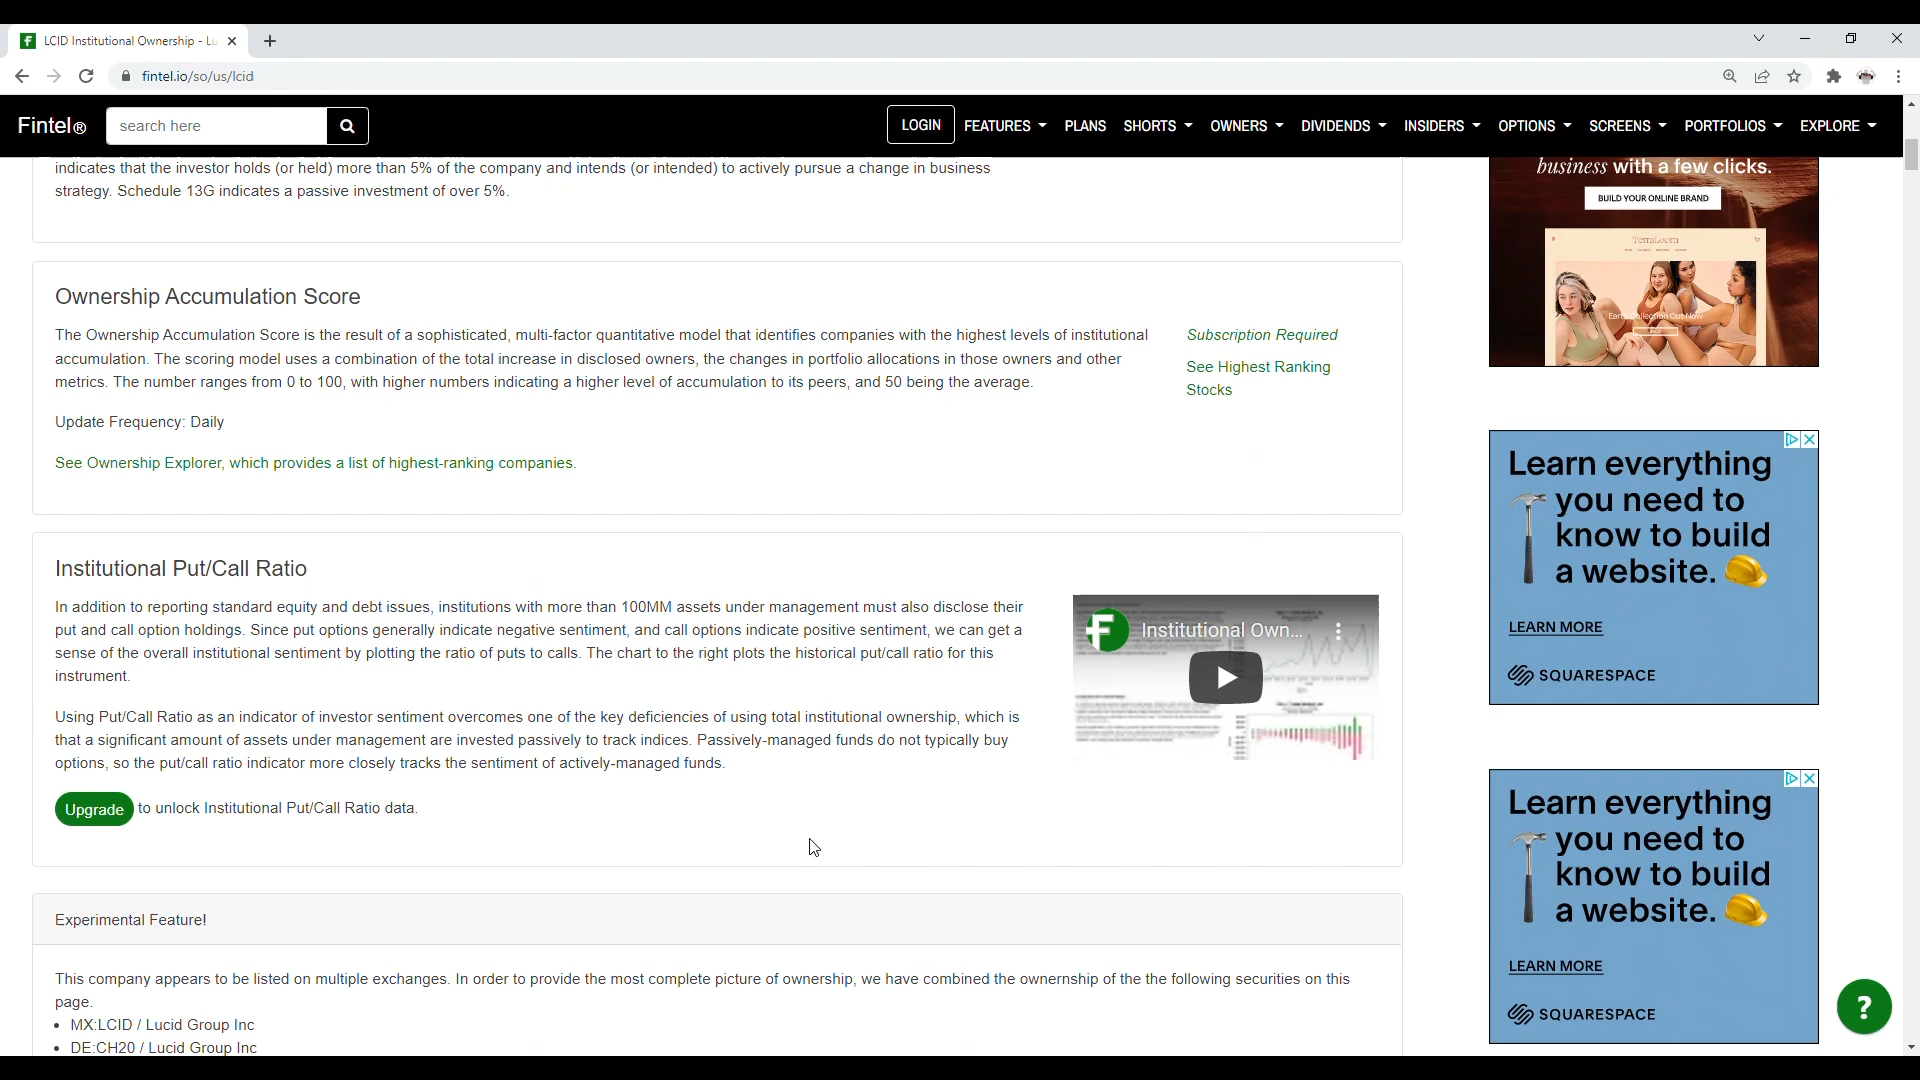 LCID Institutional Ownership - Lu
fintel.io/so/us/lcid
Fintel®
search here
LOGIN
FEATURES
PLANS
SHORTS
OWNERS
DIVIDENDS
INSIDERS
OPTIONS
SCREENS
PORTFOLIOS
EXPLORE
indicates that the investor holds (or held) more than 5% of the company and intends (or intended) to actively pursue a change in business
strategy. Schedule 13G indicates a passive investment of over 5%.
Ownership Accumulation Score
The Ownership Accumulation Score is the result of a sophisticated, multi-factor quantitative model that identifies companies with the highest levels of institutional
accumulation. The scoring model uses a combination of the total increase in disclosed owners, the changes in portfolio allocations in those owners and other
metrics. The number ranges from 0 to 100, with higher numbers indicating a higher level of accumulation to its peers, and 50 being the average.
Update Frequency: Daily
See Ownership Explorer, which provides a list of highest-ranking companies.
Subscription Required
See Highest Ranking
Stocks
Institutional Put/Call Ratio
In addition to reporting standard equity and debt issues, institutions with more than 100MM assets under management must also disclose their
put and call option holdings. Since put options generally indicate negative sentiment, and call options indicate positive sentiment, we can get a
sense of the overall institutional sentiment by plotting the ratio of puts to calls. The chart to the right plots the historical put/call ratio for this
instrument.
Using Put/Call Ratio as an indicator of investor sentiment overcomes one of the key deficiencies of using total institutional ownership, which is
that a significant amount of assets under management are invested passively to track indices. Passively-managed funds do not typically buy
options, so the put/call ratio indicator more closely tracks the sentiment of actively-managed funds.
Upgrade to unlock Institutional Put/Call Ratio data.
Institutional Own...
Experimental Feature!
This company appears to be listed on multiple exchanges. In order to provide the most complete picture of ownership, we have combined the ownernship of the the following securities on this
page.
• MX:LCID / Lucid Group Inc
• DE:CH20 / Lucid Group Inc
business with a few clicks.
BUILD YOUR ONLINE BRAND
TerraLoom
Earth Collection Out Now
Learn everything
you need to
know to build
a website.
LEARN MORE
SQUARESPACE
Learn everything
you need to
know to build
a website.
LEARN MORE
SQUARESPACE
?